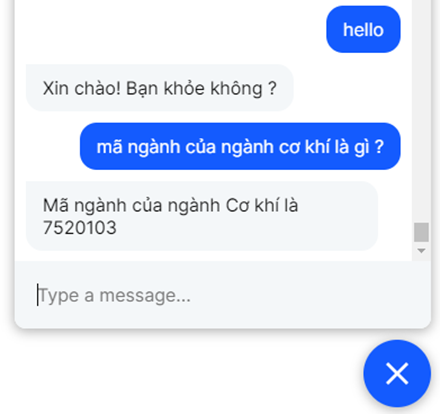 hello
Xin chào! Bạn khỏe không ?
mã ngành của ngành cơ khí là gì ?
Mã ngành của ngành Cơ khí là
7520103
Type a message...